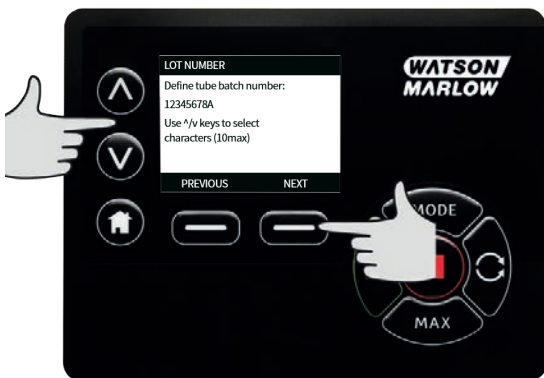 LOT NUMBER
Define tube batch number:
12345678A
Use ^/v keys to select
characters (10max)
PREVIOUS NEXT
WATSON
MARLOW
MODE
MAX